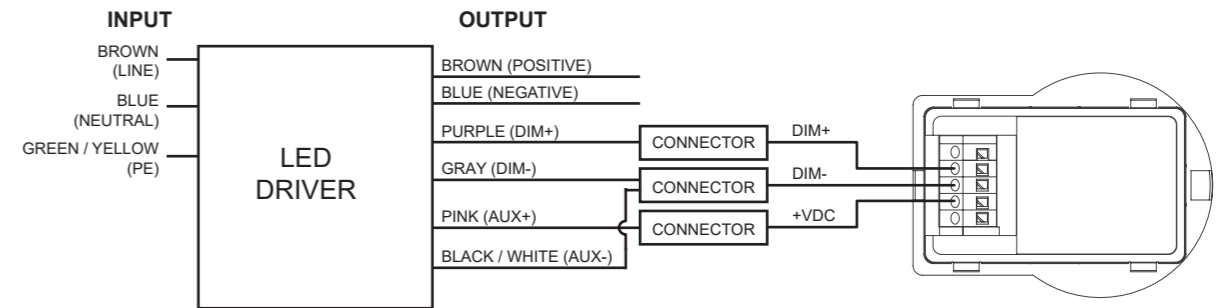 INPUT
OUTPUT
BROWN
(LINE)
BLUE
(NEUTRAL)
GREEN / YELLOW
(PE)
LED
DRIVER
BROWN (POSITIVE)
BLUE (NEGATIVE)
PURPLE (DIM+)
GRAY (DIM-)
PINK (AUX+)
BLACK / WHITE (AUX-)
CONNECTOR
CONNECTOR
CONNECTOR
DIM+
DIM-
+VDC